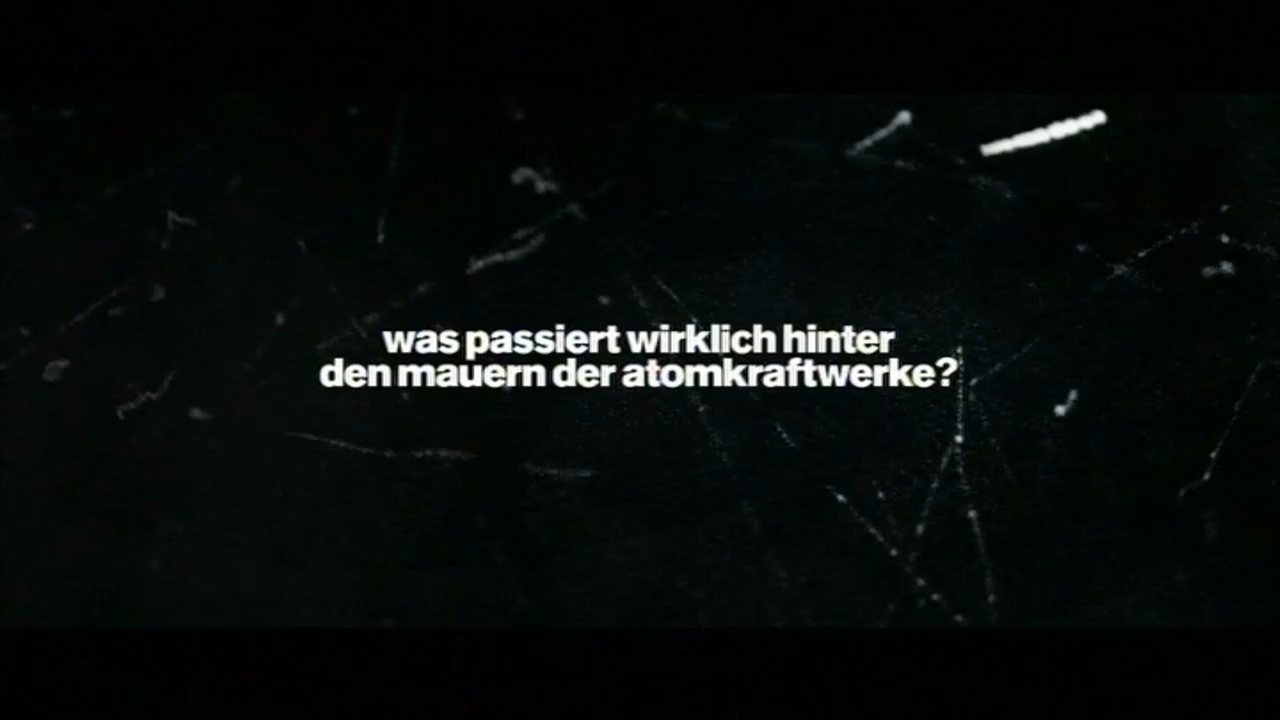 was passiert wirklich hinter
den mauern der atomkraftwerke?